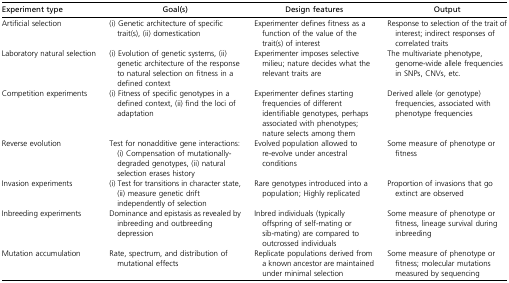 Experiment type Goal(s) Design features Output
Artificial selection (i) Genetic architecture of specific Experimenter defines fitness as a Response to selection of the trait of
trait(s), (ii) domestication function of the value of the interest; indirect responses of
trait(s) of interest correlated traits
Laboratory natural selection (i) Evolution of genetic systems, (ii) Experimenter imposes selective The multivariate phenotype,
genetic architecture of the response milieu; nature decides what the genome-wide allele frequencies
to natural selection on fitness in a relevant traits are in SNPs, CNVs, etc.
defined context
Competition experiments (i) Fitness of specific genotypes in a Experimenter defines starting Derived allele (or genotype)
defined context, (ii) find the loci of frequencies of different frequencies, associated with
adaptation identifiable genotypes, perhaps phenotype frequencies
associated with phenotypes;
nature selects among them
Reverse evolution Test for nonadditive gene interactions: Evolved population allowed to Some measure of phenotype or
(i) Compensation of mutationally- re-evolve under ancestral fitness
degraded genotypes, (ii) natural conditions
selection erases history
Invasion experiments (i) Test for transitions in character state, Rare genotypes introduced into a Proportion of invasions that go
(ii) measure genetic drift population; Highly replicated extinct are observed
independently of selection
Inbreeding experiments Dominance and epistasis as revealed by Inbred individuals (typically Some measure of phenotype or
inbreeding and outbreeding offspring of self-mating or fitness, lineage survival during
depression sib-mating) are compared to inbreeding
outcrossed individuals
Mutation accumulation Rate, spectrum, and distribution of Replicate populations derived from Some measure of phenotype or
mutational effects a known ancestor are maintained fitness; molecular mutations
under minimal selection measured by sequencing